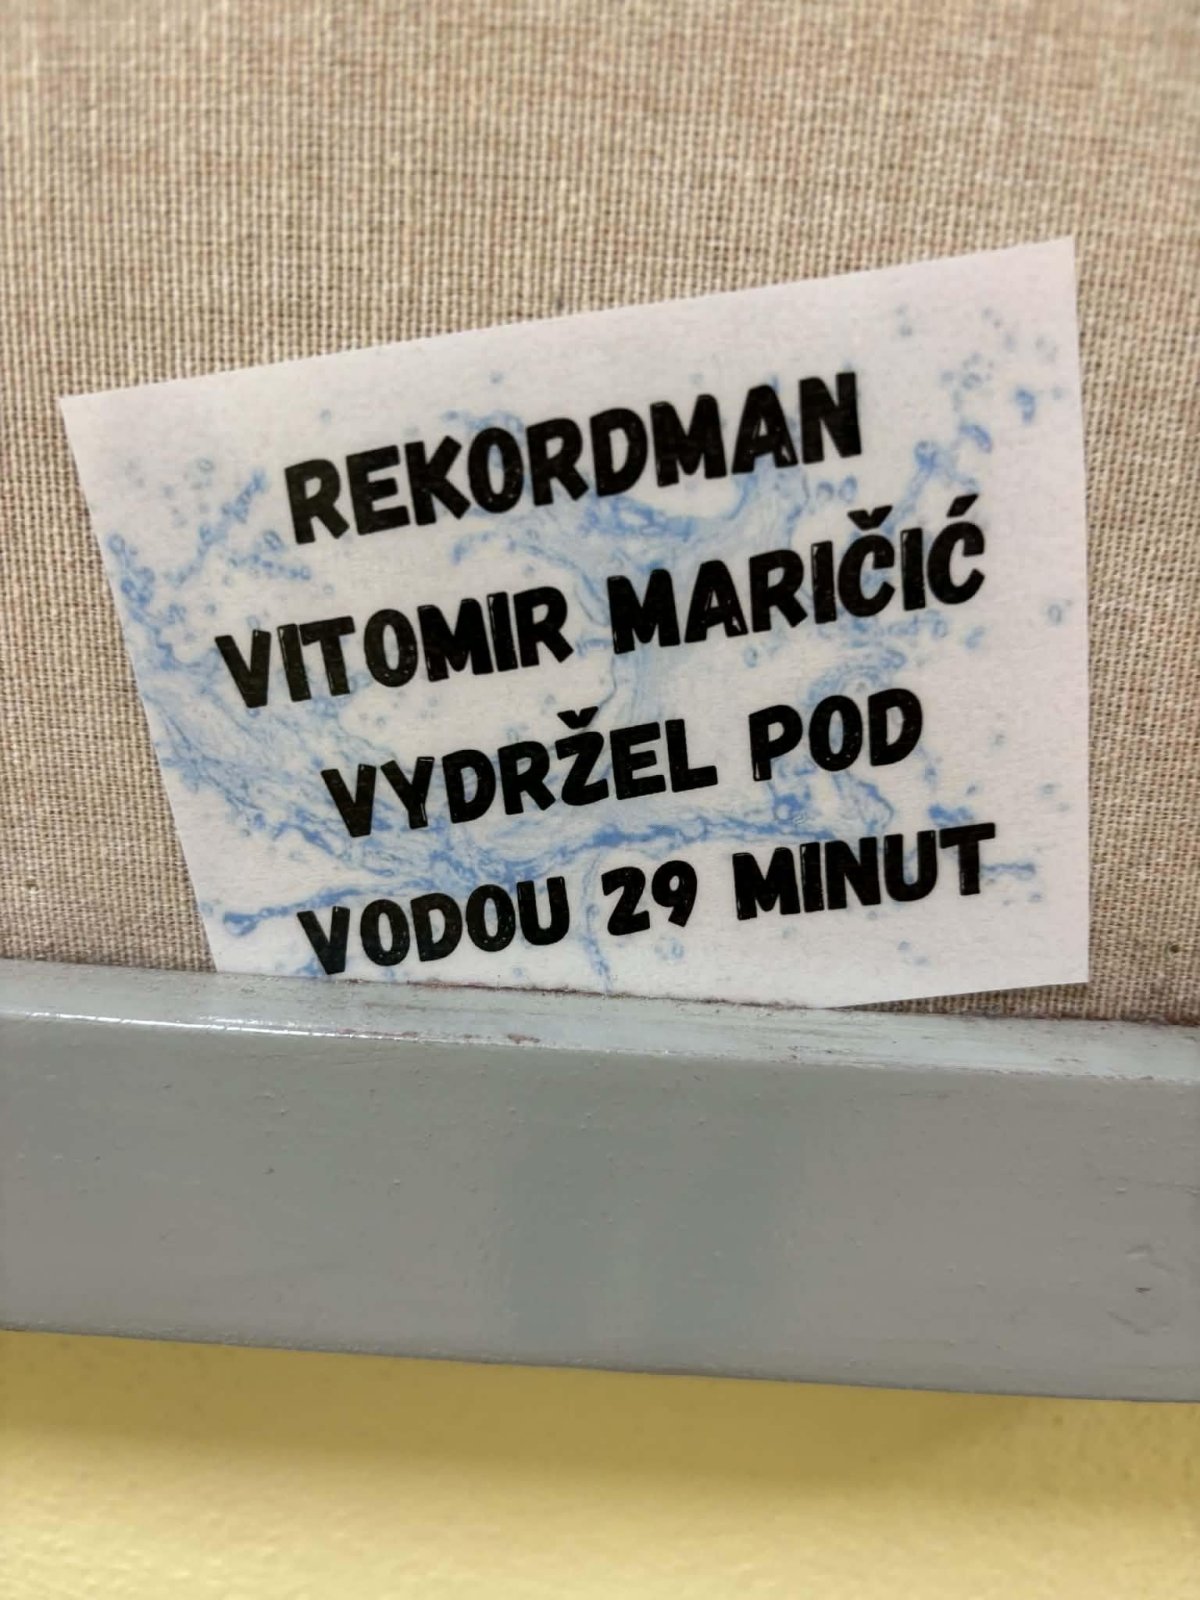 REKORDMAN
VITOMIR MARIČIĆ
VYDRŽEL POD
VODOU 29 MINUT